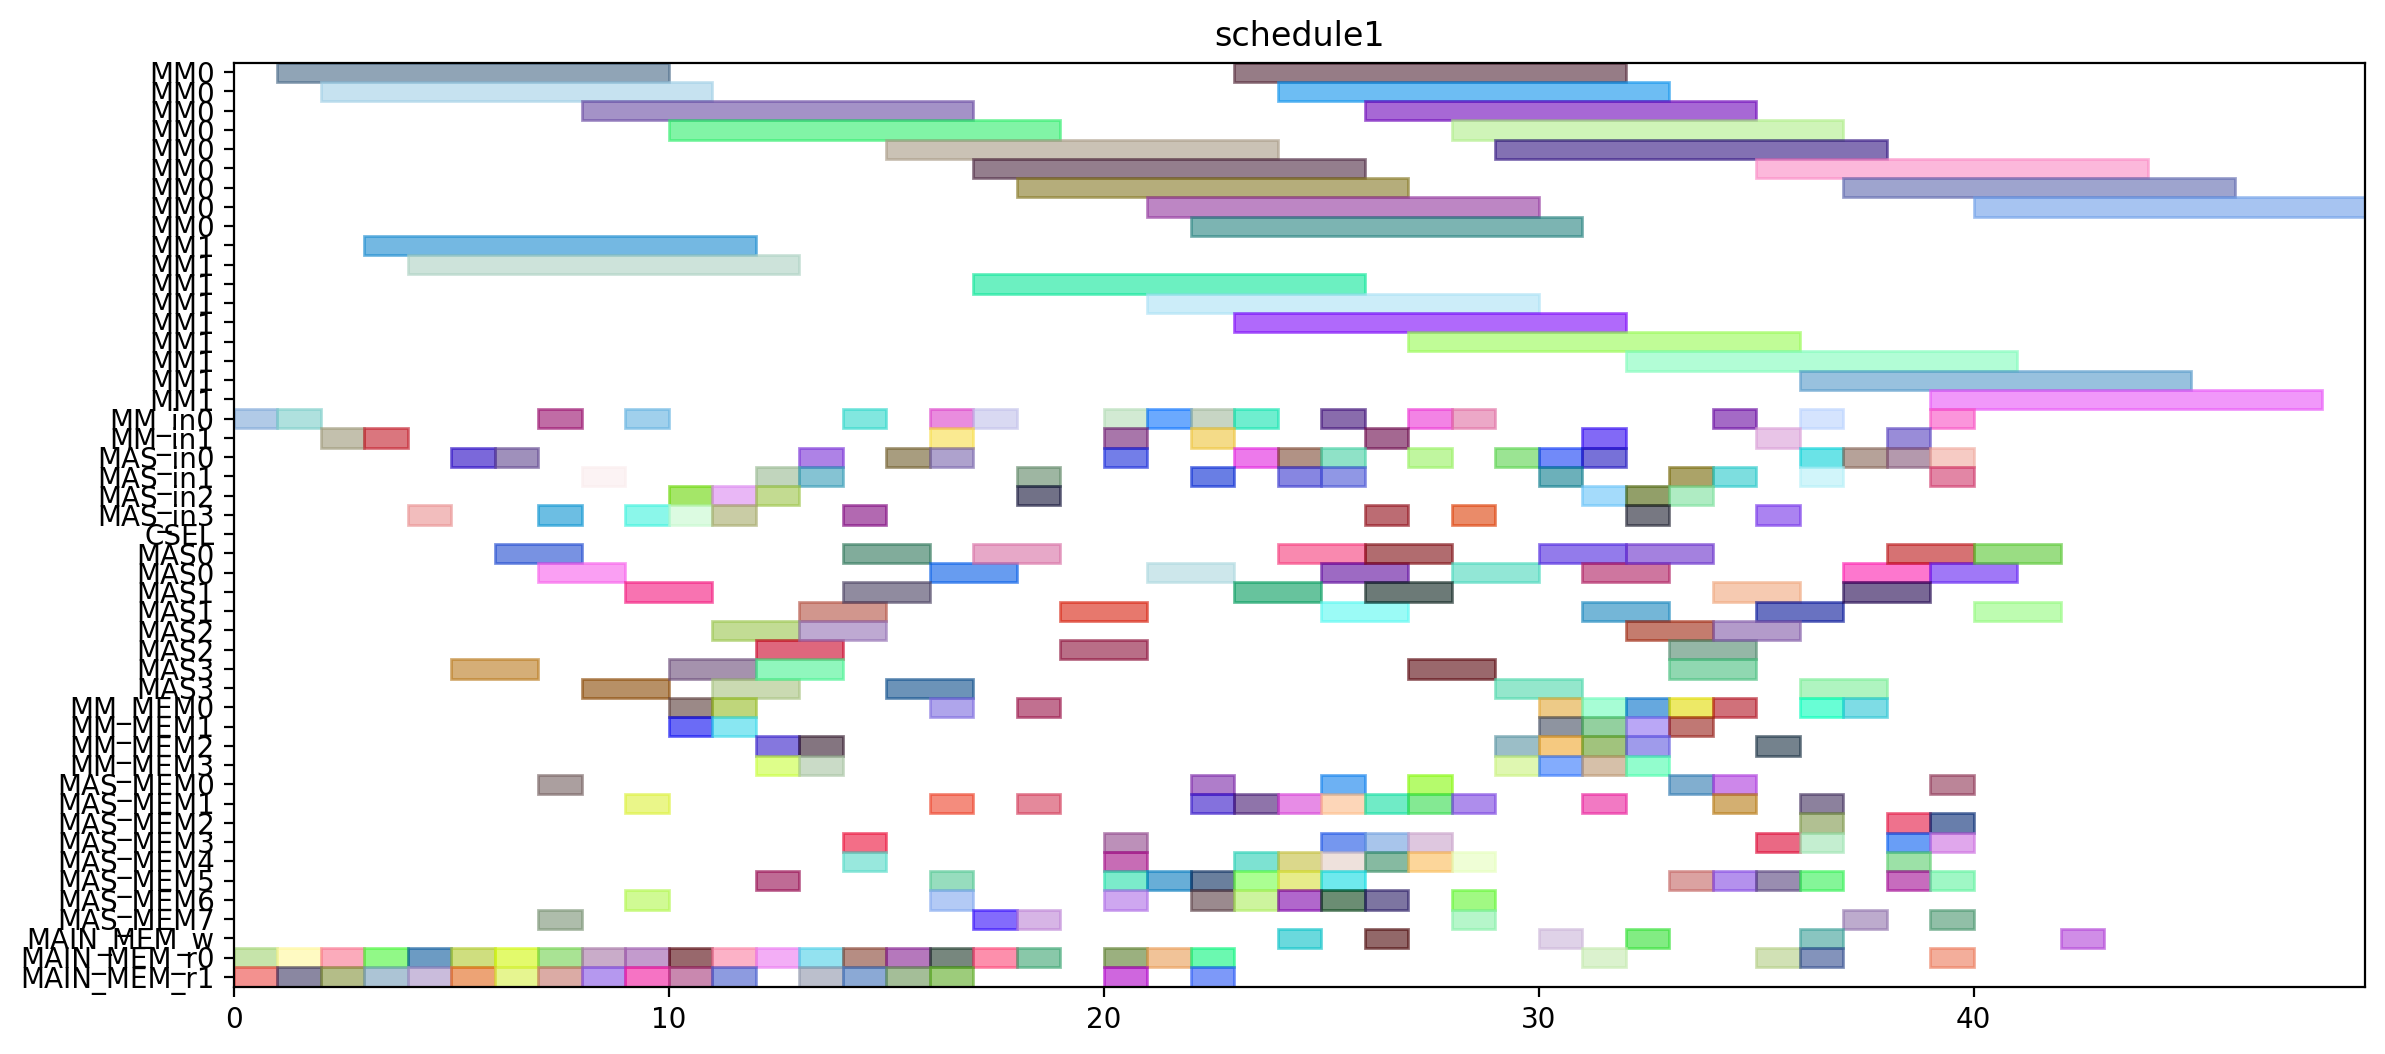 schedule1
MM0
MM0
MM0
MM0
MM0
MM0
MM0
MM0
MM0
MM1
MM1
MM1
MM1
MM1
MM1
MM1
MM1
MM1
MM_in0
MM_in1
MAS_in0
MAS_in1
MAS_in2
MAS_in3
CSEL
MAS0
MAS0
MAS1
MAS1
MAS2
MAS2
MAS3
MAS3
MM_MEM0
MM_MEM1
MM_MEM2
MM_MEM3
MAS_MEM0
MAS_MEM1
MAS_MEM2
MAS_MEM3
MAS_MEM4
MAS_MEM5
MAS_MEM6
MAS_MEM7
MAIN_MEM_w
MAIN_MEM_r0
MAIN_MEM_r1
0 10 20 30 40